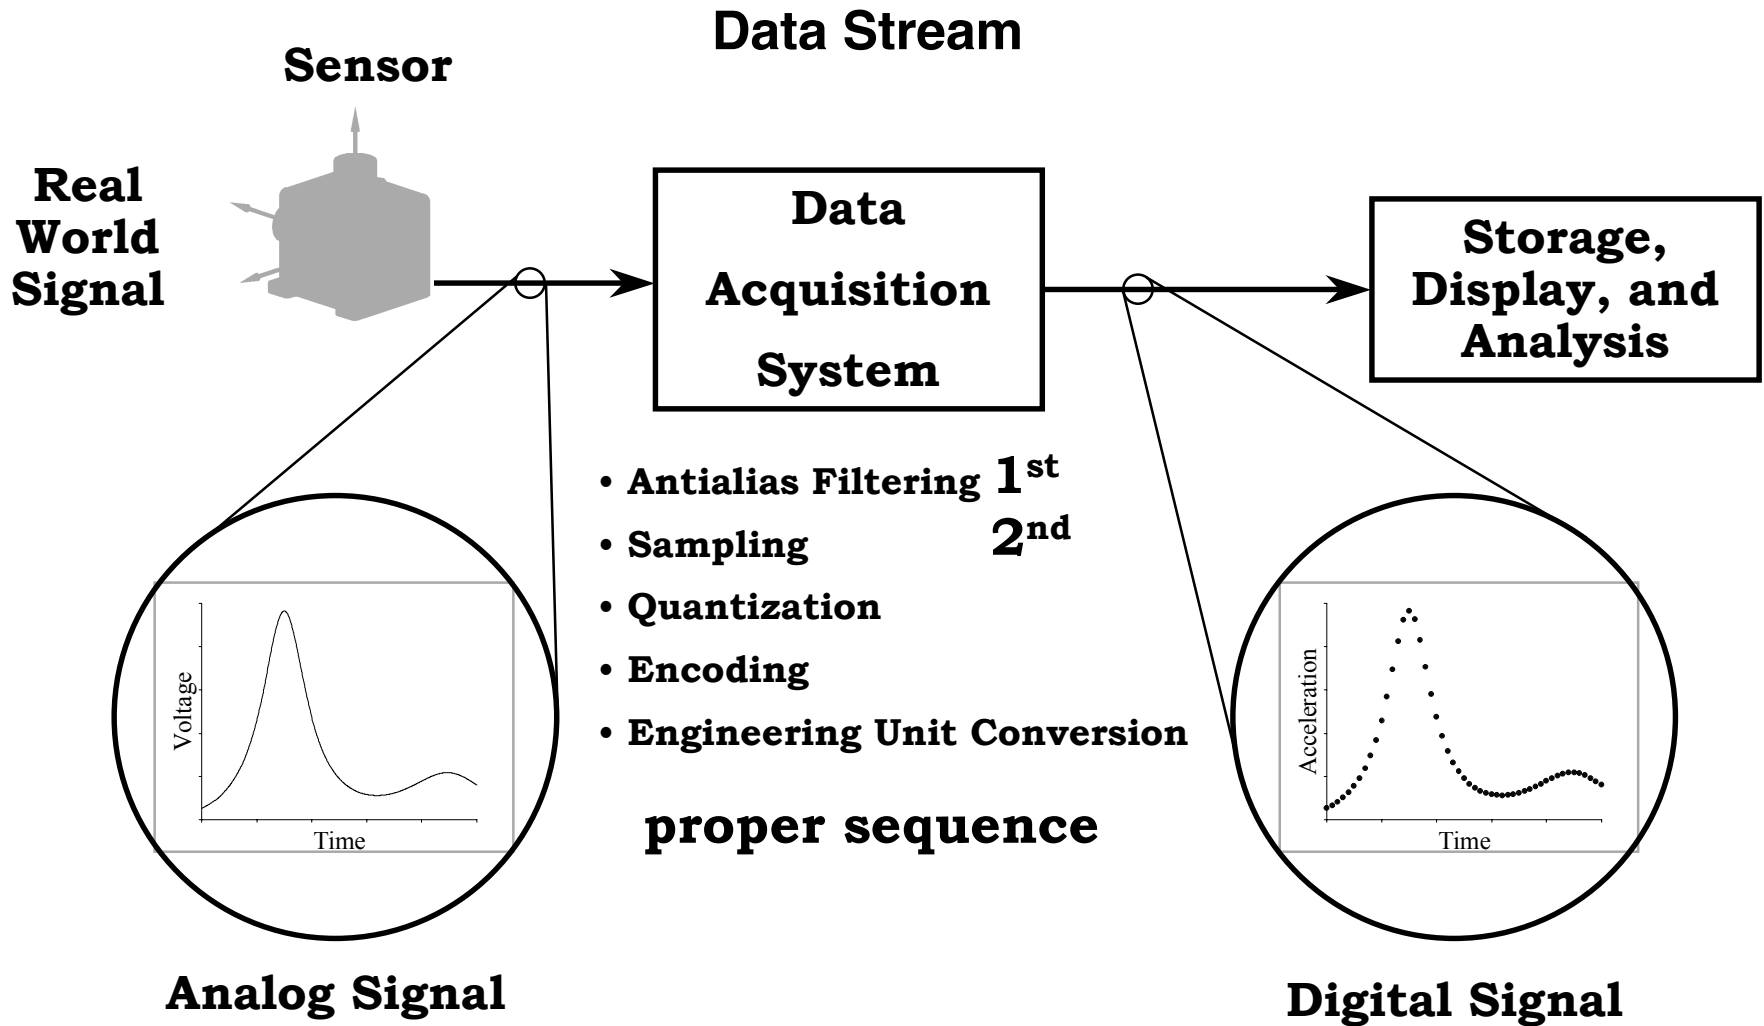 Data Stream
Sensor
Real
World
Signal
Data
Acquisition
System
Storage,
Display, and
Analysis
• Antialias Filtering 1st
• Sampling 2nd
• Quantization
• Encoding
• Engineering Unit Conversion
proper sequence
Voltage
Time
Analog Signal
Acceleration
Time
Digital Signal